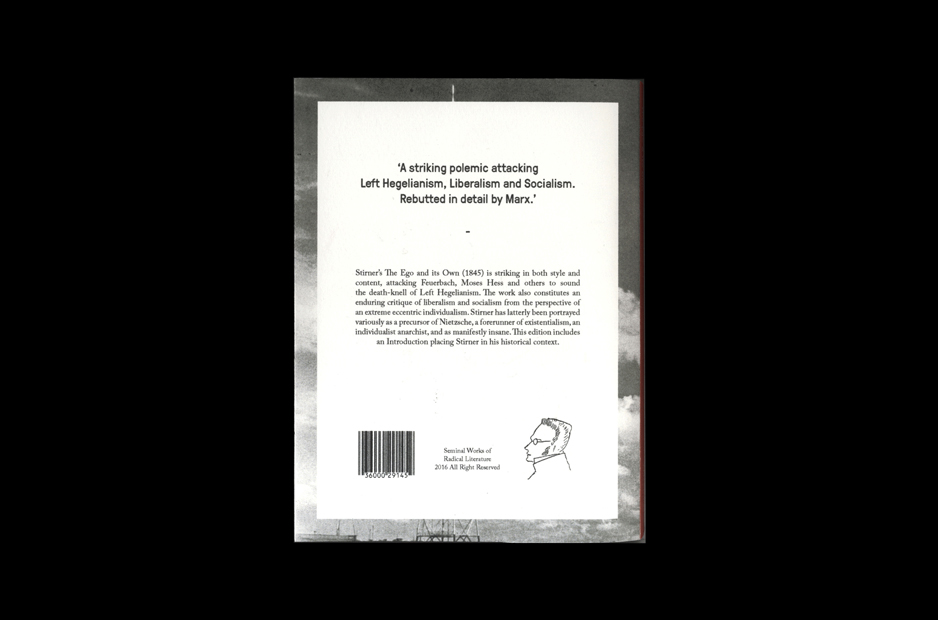 ‘A striking polemic attacking
Left Hegelianism, Liberalism and Socialism.
Rebutted in detail by Marx.’
-
Stirner's The Ego and its Own (1845) is striking in both style and
content, attacking Feuerbach, Moses Hess and others to sound
the death-knell of Left Hegelianism. The work also constitutes an
enduring critique of liberalism and socialism from the perspective of
an extreme eccentric individualism. Stirner has latterly been portrayed
variously as a precursor of Nietzsche, a forerunner of existentialism, an
individualist anarchist, and as manifestly insane. This edition includes
an Introduction placing Stirner in his historical context.
36000 29145
Seminal Works of
Radical Literature
2016 All Right Reserved